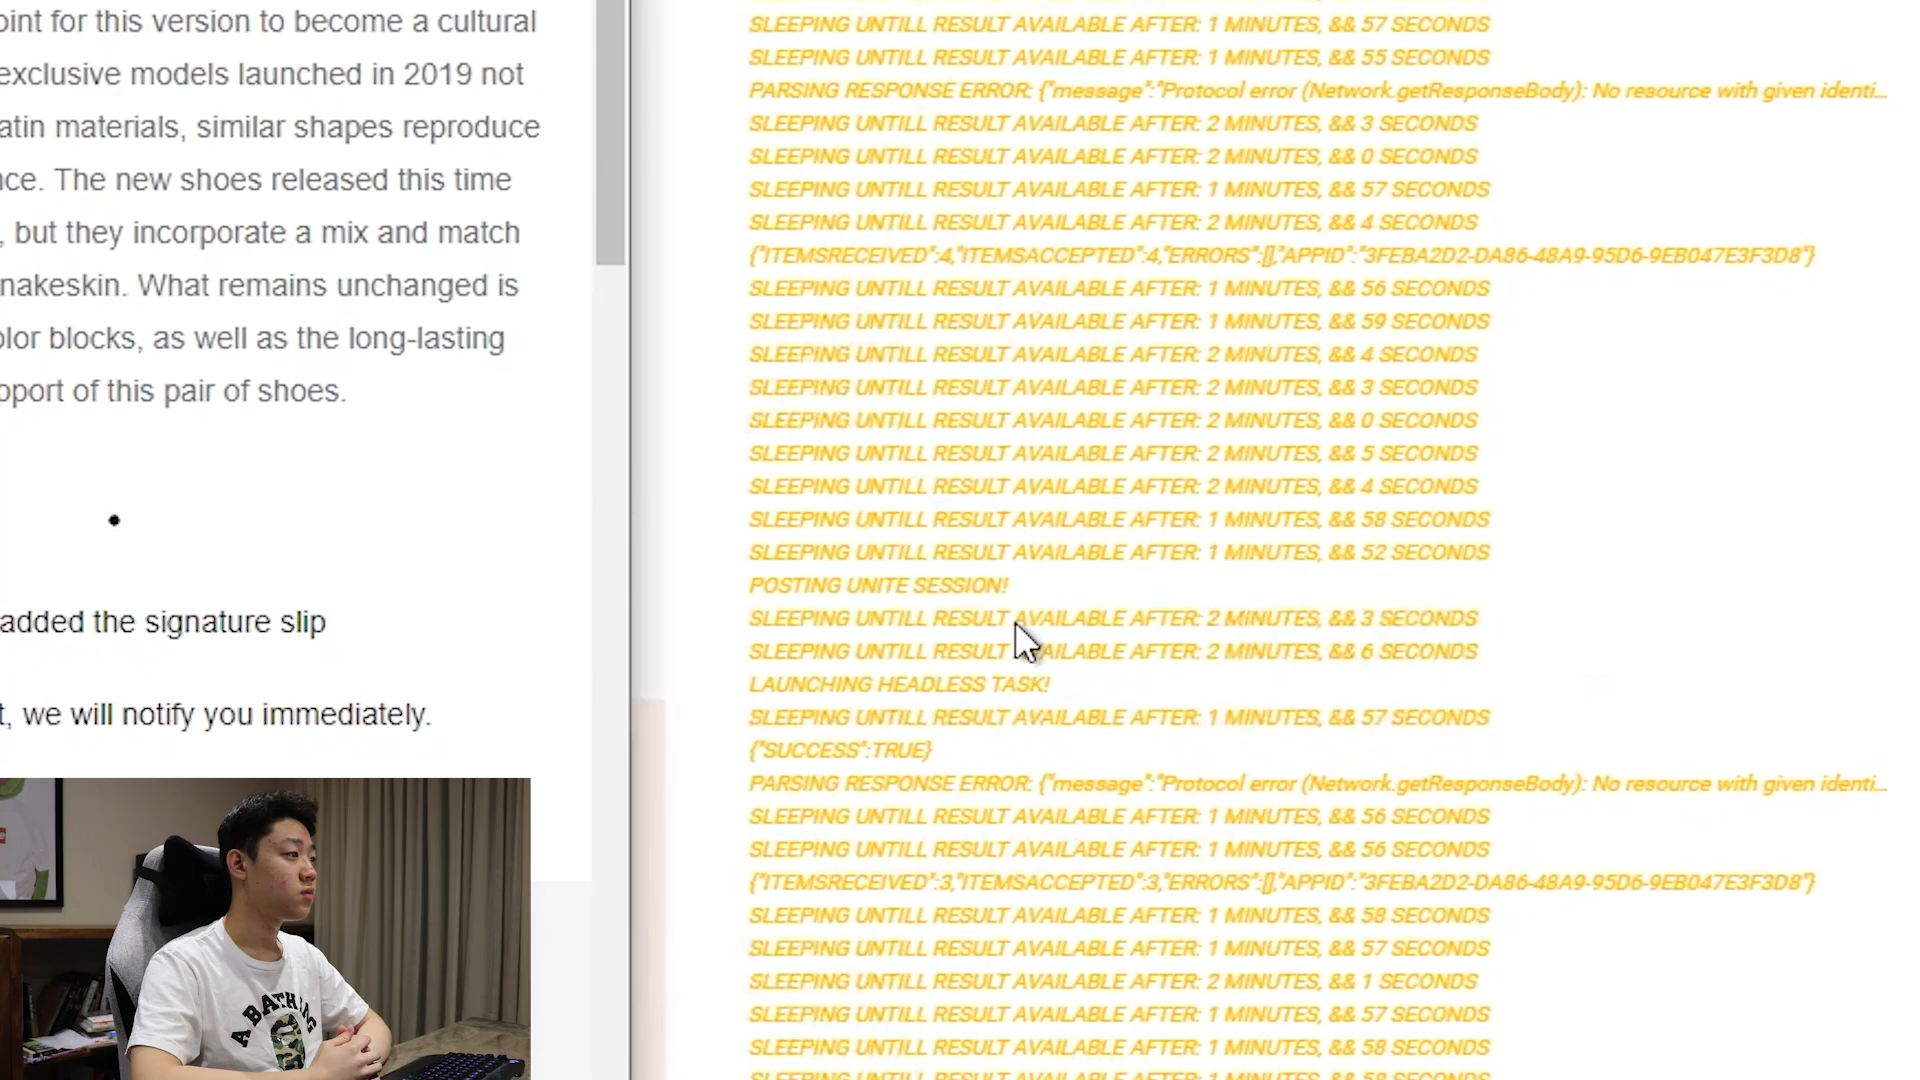 oint for this version to become a cultural
exclusive models launched in 2019 not
atin materials, similar shapes reproduce
nce. The new shoes released this time
, but they incorporate a mix and match
nakeskin. What remains unchanged is
olor blocks, as well as the long-lasting
pport of this pair of shoes.
added the signature slip
t, we will notify you immediately.
A BATHING
SLEEPING UNTILL RESULT AVAILABLE AFTER: 1 MINUTES, && 57 SECONDS
SLEEPING UNTILL RESULT AVAILABLE AFTER: 1 MINUTES, && 55 SECONDS
PARSING RESPONSE ERROR: {"message":"Protocol error (Network.getResponseBody): No resource with given identi...
SLEEPING UNTILL RESULT AVAILABLE AFTER: 2 MINUTES, && 3 SECONDS
SLEEPING UNTILL RESULT AVAILABLE AFTER: 2 MINUTES, && 0 SECONDS
SLEEPING UNTILL RESULT AVAILABLE AFTER: 1 MINUTES, && 57 SECONDS
SLEEPING UNTILL RESULT AVAILABLE AFTER: 2 MINUTES, && 4 SECONDS
{"ITEMSRECEIVED":4,"ITEMSACCEPTED":4,"ERRORS":[],"APPID":"3FEBA2D2-DA86-48A9-95D6-9EB047E3F3D8"}
SLEEPING UNTILL RESULT AVAILABLE AFTER: 1 MINUTES, && 56 SECONDS
SLEEPING UNTILL RESULT AVAILABLE AFTER: 1 MINUTES, && 59 SECONDS
SLEEPING UNTILL RESULT AVAILABLE AFTER: 2 MINUTES, && 4 SECONDS
SLEEPING UNTILL RESULT AVAILABLE AFTER: 2 MINUTES, && 3 SECONDS
SLEEPING UNTILL RESULT AVAILABLE AFTER: 2 MINUTES, && 0 SECONDS
SLEEPING UNTILL RESULT AVAILABLE AFTER: 2 MINUTES, && 5 SECONDS
SLEEPING UNTILL RESULT AVAILABLE AFTER: 2 MINUTES, && 4 SECONDS
SLEEPING UNTILL RESULT AVAILABLE AFTER: 1 MINUTES, && 58 SECONDS
SLEEPING UNTILL RESULT AVAILABLE AFTER: 1 MINUTES, && 52 SECONDS
POSTING UNITE SESSION!
SLEEPING UNTILL RESULT AVAILABLE AFTER: 2 MINUTES, && 3 SECONDS
SLEEPING UNTILL RESULT AVAILABLE AFTER: 2 MINUTES, && 6 SECONDS
LAUNCHING HEADLESS TASK!
SLEEPING UNTILL RESULT AVAILABLE AFTER: 1 MINUTES, && 57 SECONDS
{"SUCCESS":TRUE}
PARSING RESPONSE ERROR: {"message":"Protocol error (Network.getResponseBody): No resource with given identi...
SLEEPING UNTILL RESULT AVAILABLE AFTER: 1 MINUTES, && 56 SECONDS
SLEEPING UNTILL RESULT AVAILABLE AFTER: 1 MINUTES, && 56 SECONDS
{"ITEMSRECEIVED":3,"ITEMSACCEPTED":3,"ERRORS":[],"APPID":"3FEBA2D2-DA86-48A9-95D6-9EB047E3F3D8"}
SLEEPING UNTILL RESULT AVAILABLE AFTER: 1 MINUTES, && 58 SECONDS
SLEEPING UNTILL RESULT AVAILABLE AFTER: 1 MINUTES, && 57 SECONDS
SLEEPING UNTILL RESULT AVAILABLE AFTER: 2 MINUTES, && 1 SECONDS
SLEEPING UNTILL RESULT AVAILABLE AFTER: 1 MINUTES, && 57 SECONDS
SLEEPING UNTILL RESULT AVAILABLE AFTER: 1 MINUTES, && 58 SECONDS
SLEEPING UNTILL RESULT AVAILABLE AFTER: 1 MINUTES, && 58 SECONDS